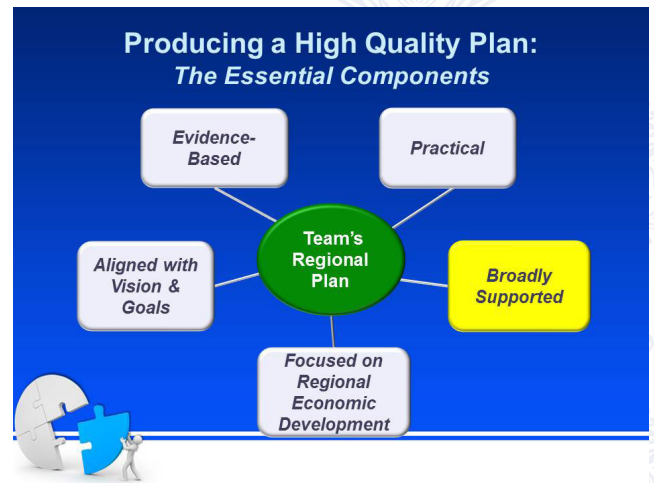 Producing a High Quality Plan:
The Essential Components
Evidence-
Based
Practical
Team's
Regional
Plan
Aligned with
Vision &
Goals
Broadly
Supported
Focused on
Regional
Economic
Development